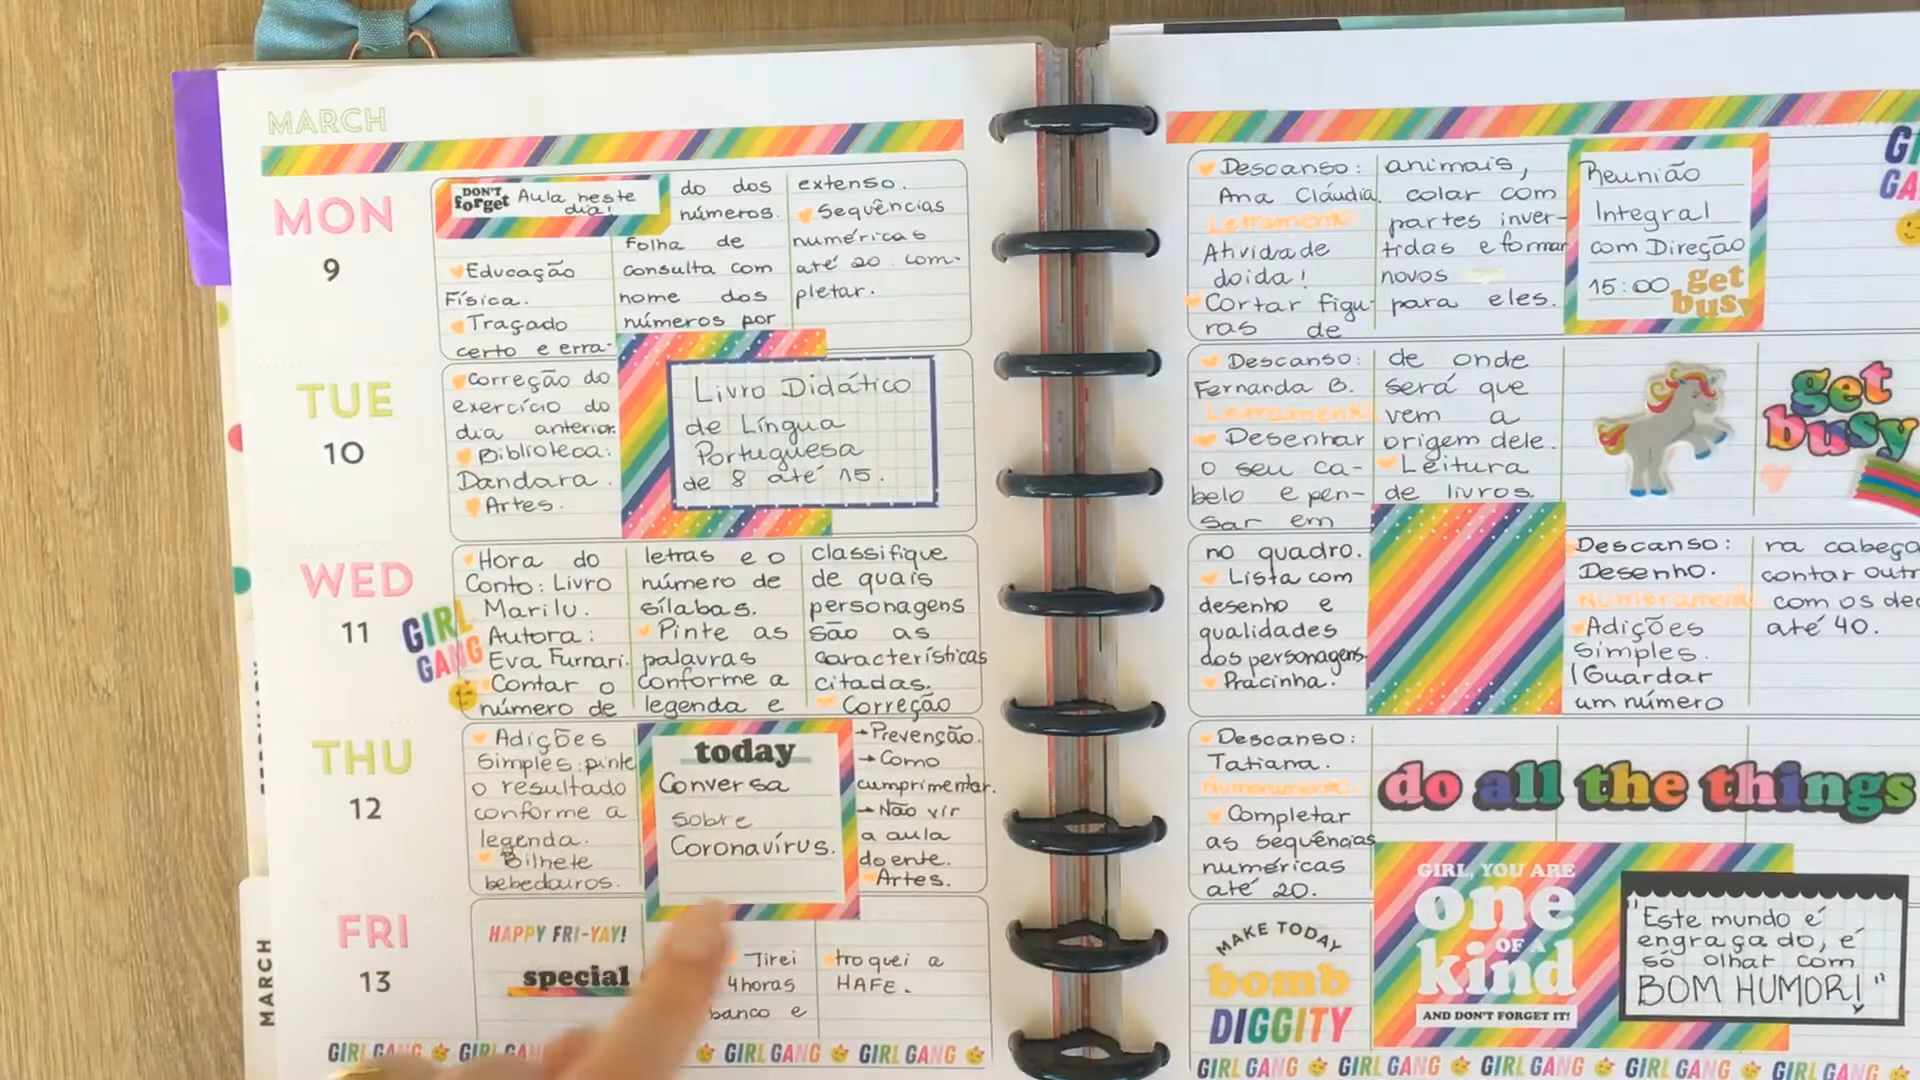 MARCH
MON
9
DON'T
forget
Aula neste
dia!
Educação
Física.
Traçado
certo e erra-
do dos
números.
folha de
consulta com
nome dos
números por
extenso.
Sequências
numéricas
até 20. com-
pletar.
Descanso:
Ana Cláudia.
Letramento:
Atividade
doida!
Cortar figu-
ras de
animais,
colar com
partes inver-
tidas e formar
novos
para eles.
Reunião
Integral
com Direção
15:00
get
busy
TUE
10
Correção do
exercício do
dia anterior.
Biblioteca:
Dandara.
Artes.
Livro Didático
de Língua
Portuguesa
de 8 até 15.
Descanso:
Fernanda B.
Letramento:
Desenhar
o seu ca-
belo e pen-
sar em
de onde
será que
vem a
origem dele.
Leitura
de livros.
get
busy
WED
11
GIRL
GANG
Hora do
Conto: Livro
Marilu.
Autora:
Eva Furnari.
Contar o
número de
letras e o
número de
sílabas.
Pinte as
palavras
conforme a
legenda e
classifique
de quais
personagens
são as
características
citadas.
Correção
no quadro.
Lista com
desenho e
qualidades
dos personagens.
Pracinha.
Descanso:
Desenho.
Numeramento
Adições
simples.
(Guardar
um número
na cabeça
contar
com os
até 40.
THU
12
Adições
simples: pinte
o resultado
conforme a
legenda.
Bilhete
bebedouros.
today
Conversa
sobre
Coronavírus.
→Prevenção.
→Como
cumprimentar.
→Não vir
a aula
doente.
Artes.
Descanso:
Tatiana.
Numeramento:
Completar
as sequências
numéricas
até 20.
do all the things
FRI
13
HAPPY FRI-YAY!
special
Tirei
4horas
banco e
troquei a
HAFE.
MAKE TODAY
bomb
DIGGITY
GIRL, YOU ARE
one
OF A
kind
AND DON'T FORGET IT!
"Este mundo é
engraçado, é
só olhar com
BOM HUMOR!"
MARCH
GIRL GANG GIRL GANG GIRL GANG GIRL GANG
GIRL GANG GIRL GANG GIRL GANG GIRL GANG GIRL GANG